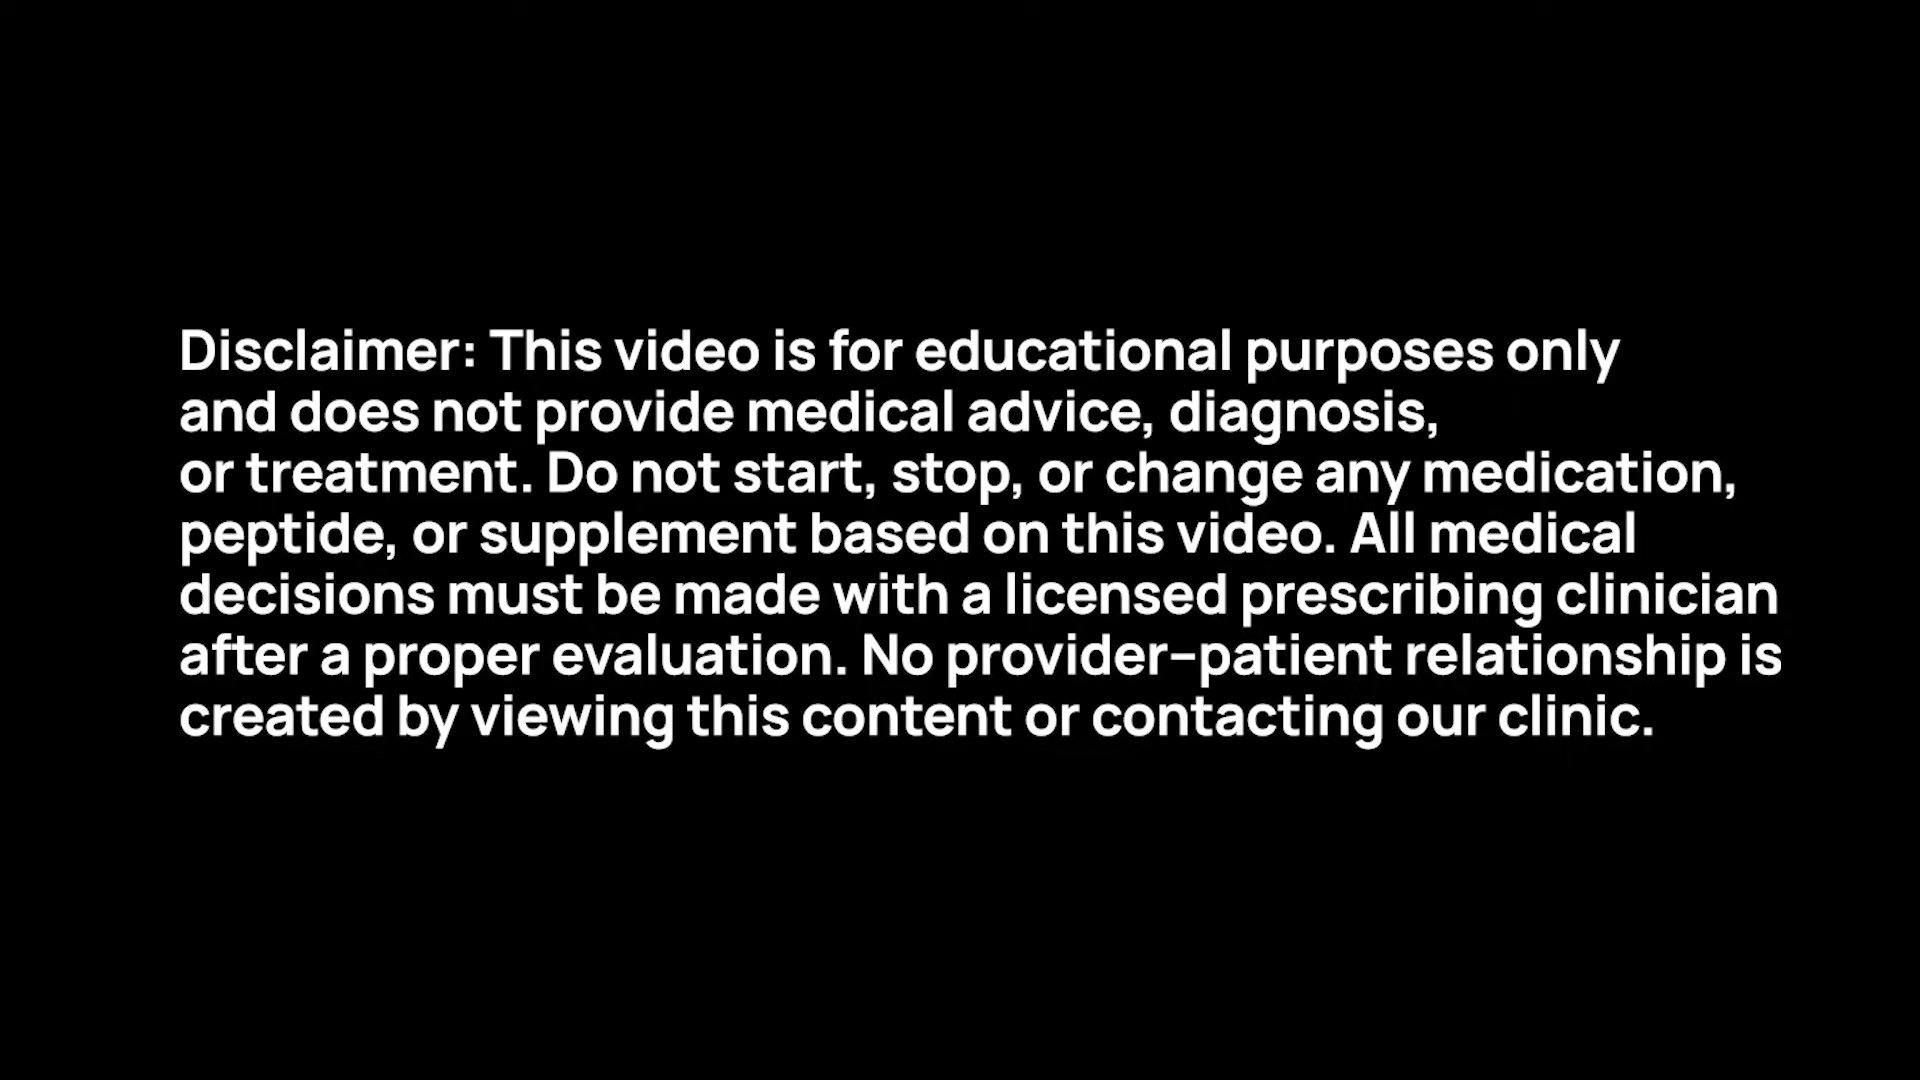 Disclaimer: This video is for educational purposes only
and does not provide medical advice, diagnosis,
or treatment. Do not start, stop, or change any medication,
peptide, or supplement based on this video. All medical
decisions must be made with a licensed prescribing clinician
after a proper evaluation. No provider–patient relationship is
created by viewing this content or contacting our clinic.